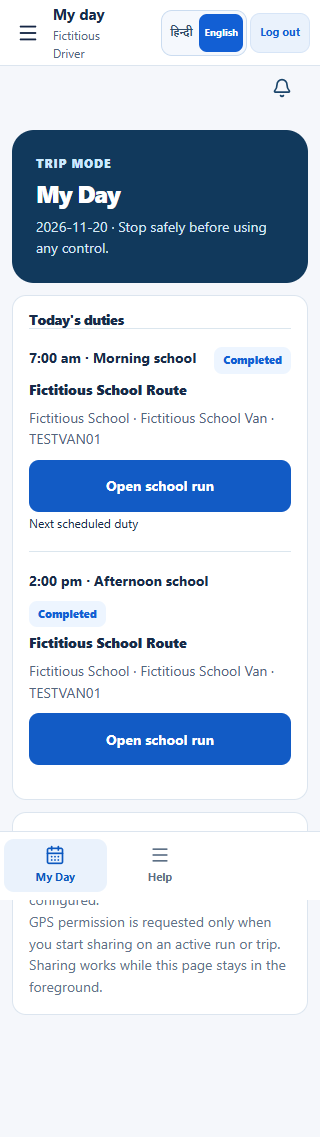 My day
Fictitious
Driver
हिन्दी
English
Log out
TRIP MODE
My Day
2026-11-20 · Stop safely before using
any control.
Today's duties
7:00 am · Morning school
Completed
Fictitious School Route
Fictitious School · Fictitious School Van ·
TESTVAN01
Open school run
Next scheduled duty
2:00 pm · Afternoon school
Completed
Fictitious School Route
Fictitious School · Fictitious School Van ·
TESTVAN01
Open school run
My Day
Help
configured.
GPS permission is requested only when
you start sharing on an active run or trip.
Sharing works while this page stays in the
foreground.